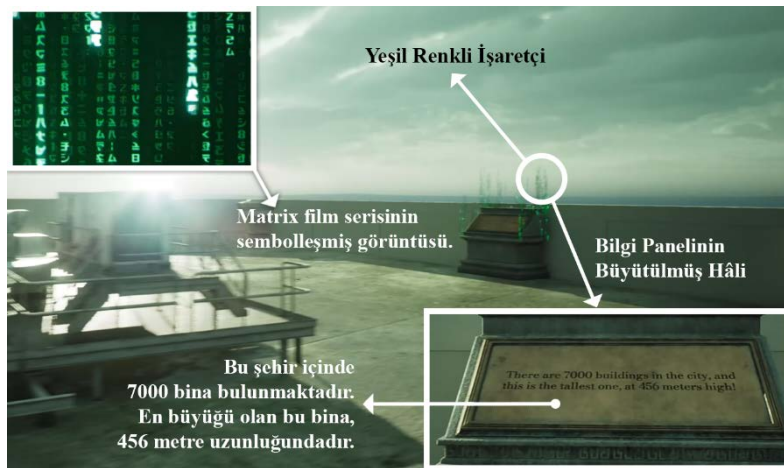 Yeşil Renkli İşaretçi
Matrix film serisinin
sembolleşmiş görüntüsü.
Bilgi Panelinin
Büyütülmüş Hâli
Bu şehir içinde
7000 bina bulunmaktadır.
En büyüğü olan bu bina,
456 metre uzunluğundadır.
There are 7000 buildings in the city, and
this is the tallest one, at 456 meters high!